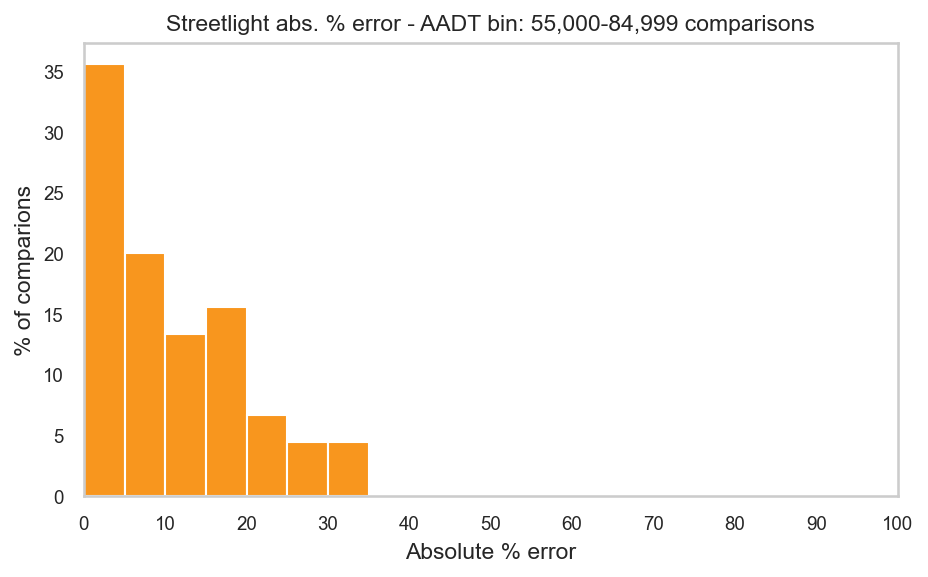 Streetlight abs. % error - AADT bin: 55,000-84,999 comparisons
35
30
25
20
15
10
5
0
% of comparions
0 10 20 30 40 50 60 70 80 90 100
Absolute % error